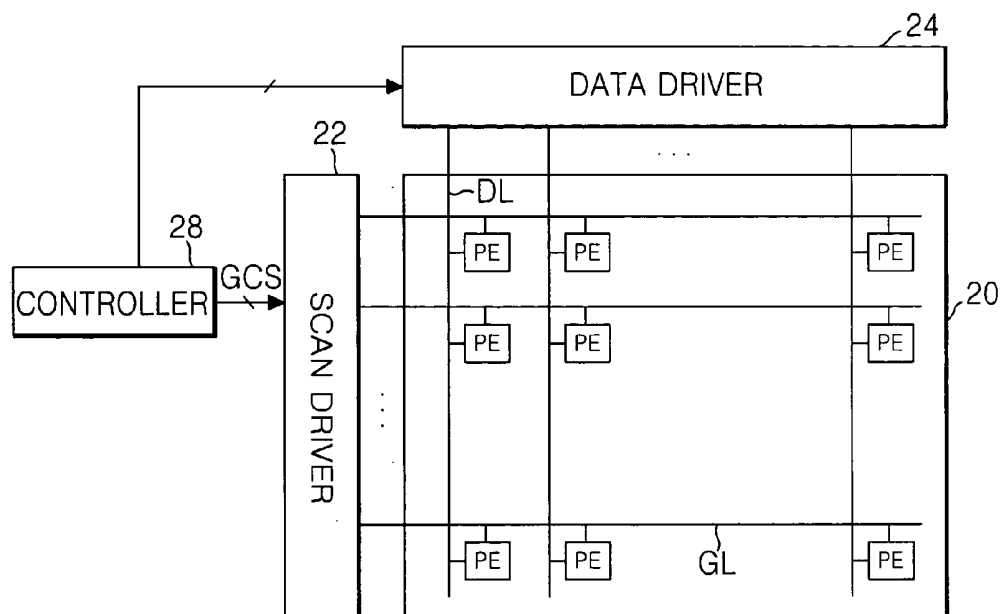 24
DATA DRIVER
22
...
DL
28
PE PE PE
GCS
CONTROLLER
SCAN DRIVER
20
PE PE PE
...
GL
PE PE PE